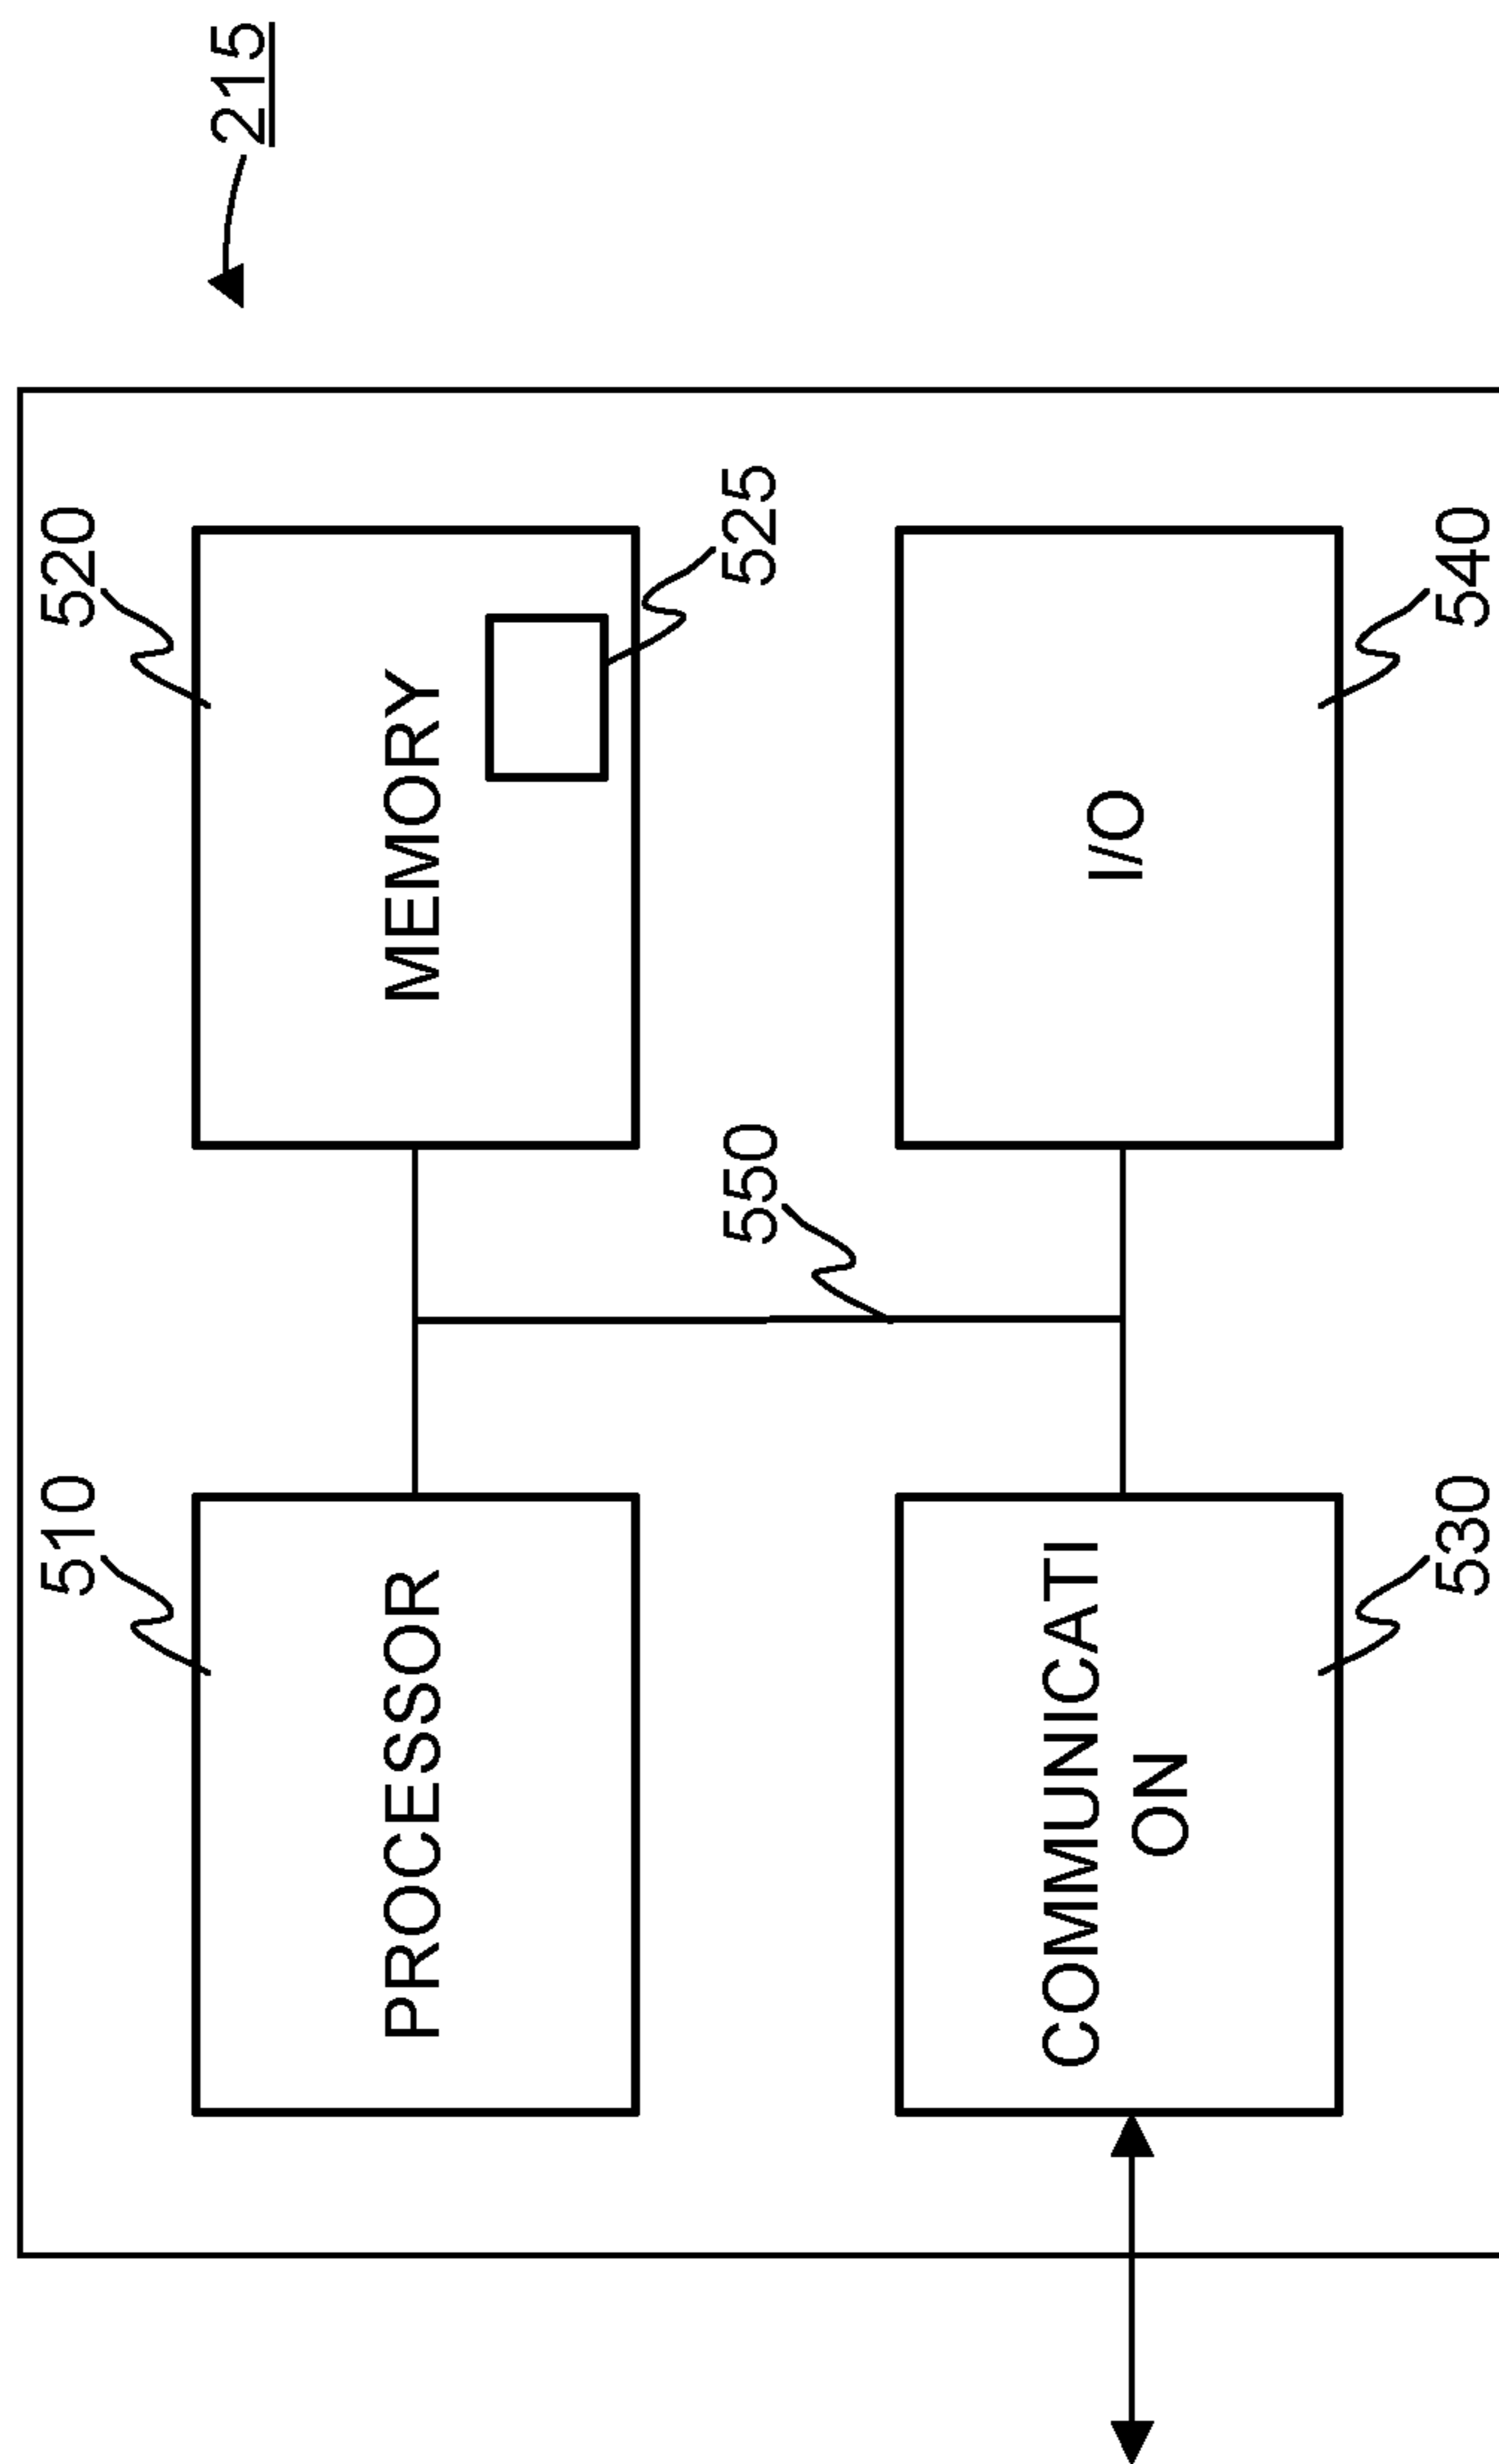 215
510
520
PROCESSOR
MEMORY
525
550
COMMUNICATI
ON
I/O
530
540